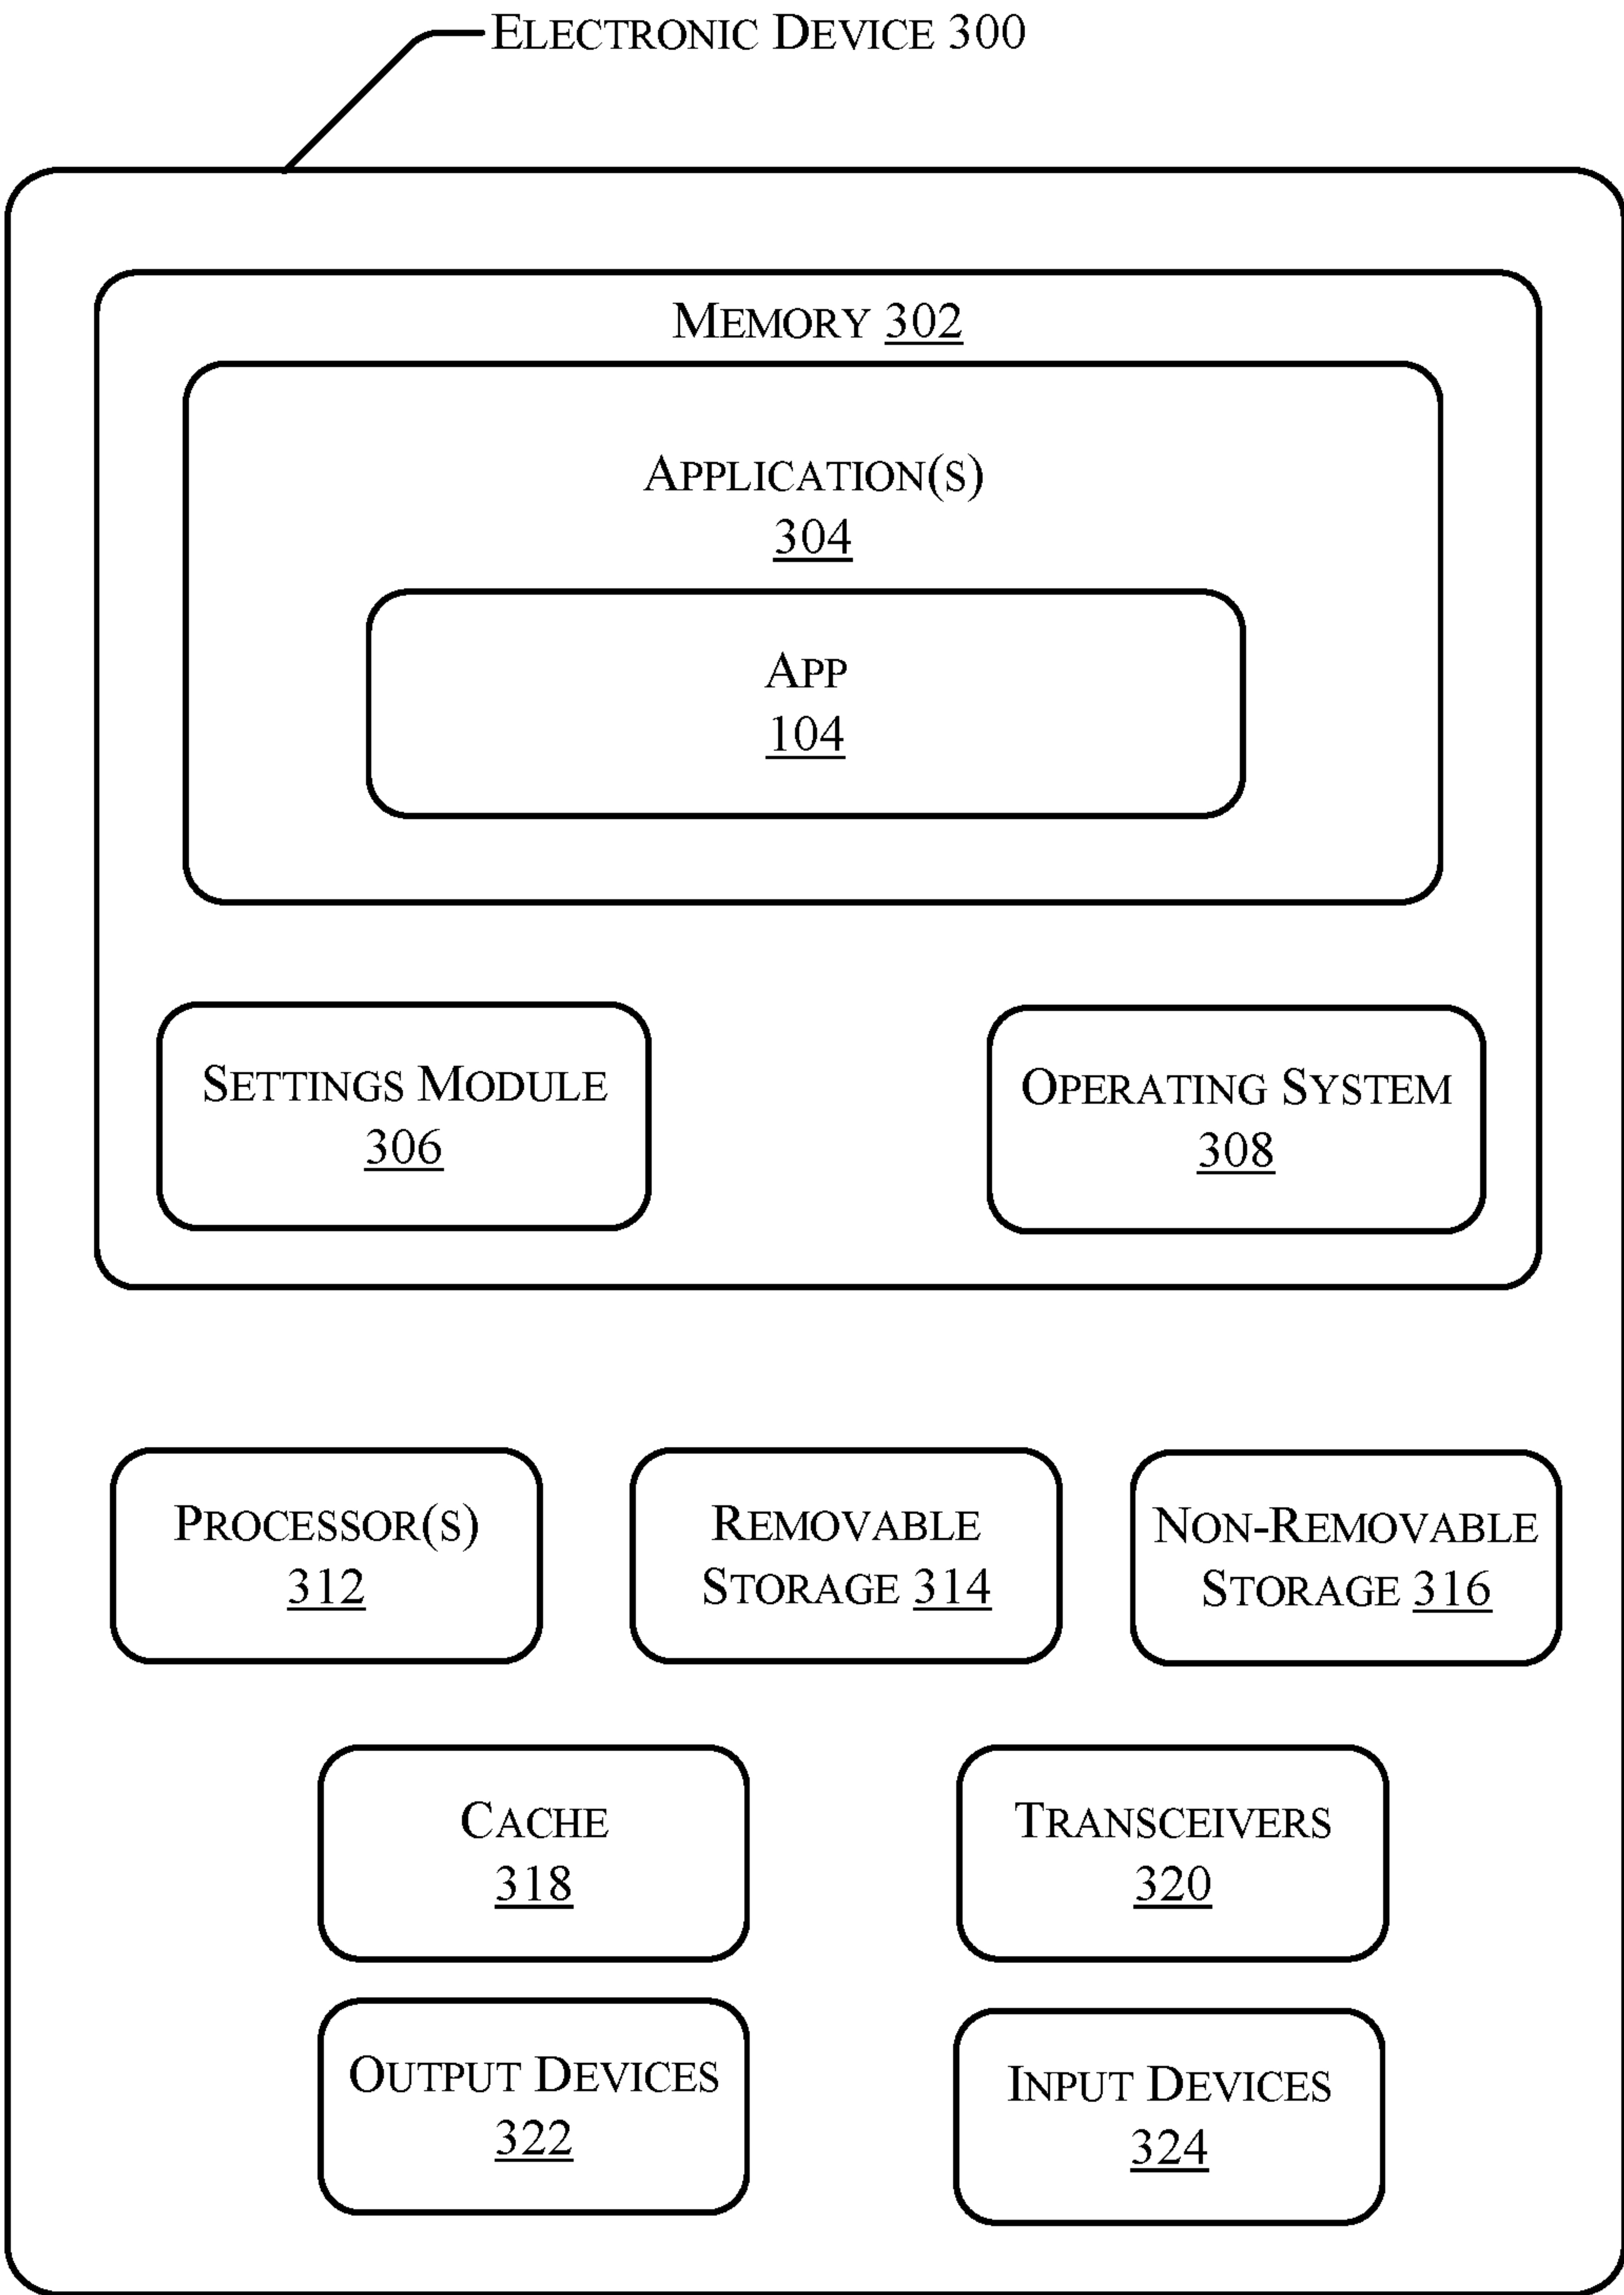 ELECTRONIC DEVICE 300
MEMORY 302
APPLICATION(S)
304
APP
104
SETTINGS MODULE
306
OPERATING SYSTEM
308
PROCESSOR(S)
312
REMOVABLE
STORAGE 314
NON-REMOVABLE
STORAGE 316
CACHE
318
TRANSCEIVERS
320
OUTPUT DEVICES
322
INPUT DEVICES
324